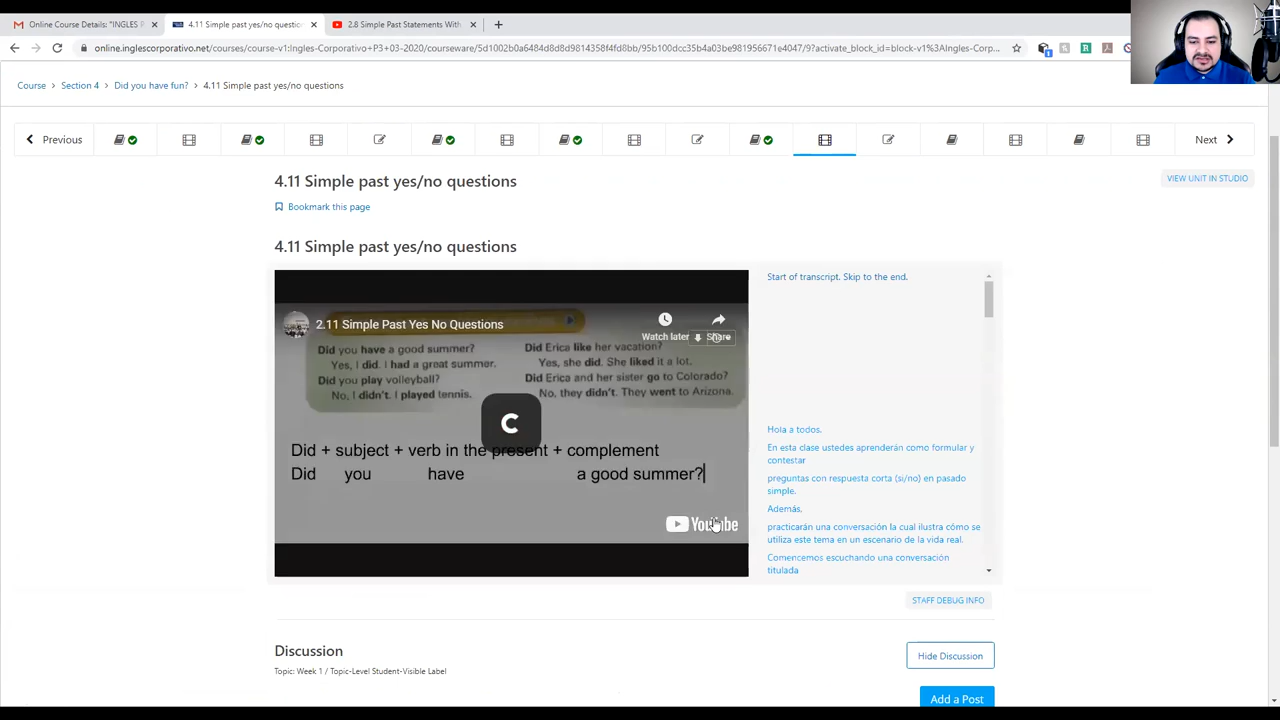 Online Course Details: "INGLES P
4.11 Simple past yes/no question
2.8 Simple Past Statements With
online.inglescorporativo.net/courses/course-v1:Ingles-Corporativo+P3+03-2020/courseware/5d100230a6484d8d8d9814358f4fd8bb/95b100dcc35b4a03be981956671e4047/9?activate_block_id=block-v1%3AIngles-Corp...
Course > Section 4 > Did you have fun? > 4.11 Simple past yes/no questions
Previous
Next
4.11 Simple past yes/no questions
VIEW UNIT IN STUDIO
Bookmark this page
4.11 Simple past yes/no questions
Start of transcript. Skip to the end.
2.11 Simple Past Yes No Questions
Watch later
Share
Did you have a good summer?
Yes, I did. I had a great summer.
Did you play volleyball?
No, I didn't. I played tennis.
Did Erica like her vacation?
Yes, she did. She liked it a lot.
Did Erica and her sister go to Colorado?
No, they didn't. They went to Arizona.
Did + subject + verb in the present + complement
Did you have a good summer?
YouTube
Hola a todos,
En esta clase ustedes aprenderán como formular y
contestar
preguntas con respuesta corta (si/no) en pasado
simple.
Además,
practicarán una conversación la cual ilustra cómo se
utiliza este tema en un escenario de la vida real.
Comencemos escuchando una conversación
titulada
STAFF DEBUG INFO
Discussion
Topic: Week 1 / Topic-Level Student-Visible Label
Hide Discussion
Add a Post